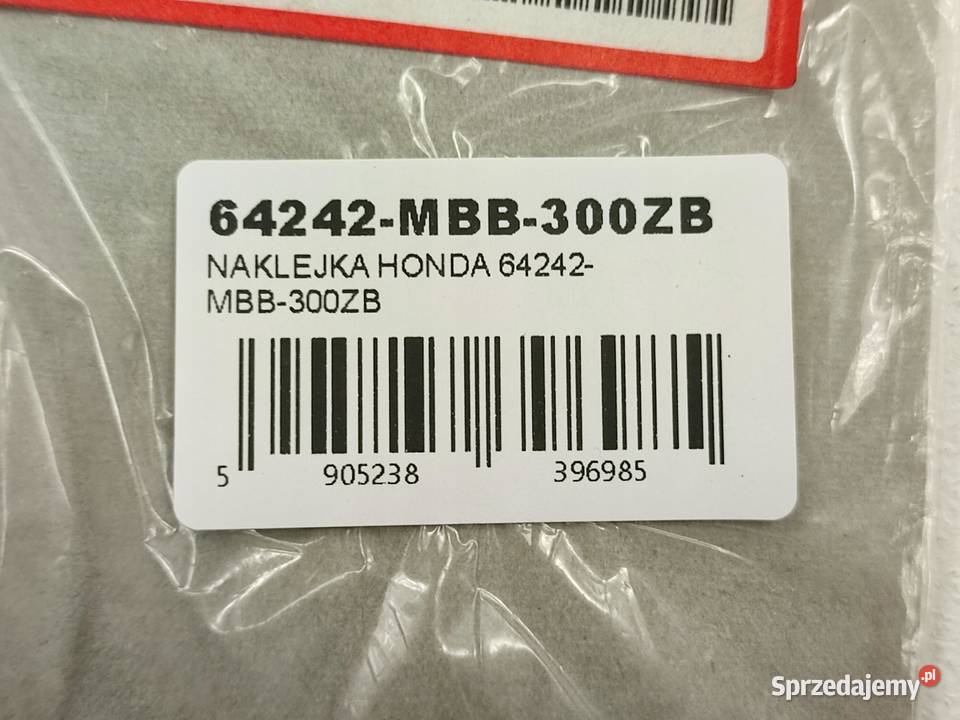 64242-MBB-300ZB
NAKLEJKA HONDA 64242-
MBB-300ZB
5 905238 396985
Sprzedajemy.pl